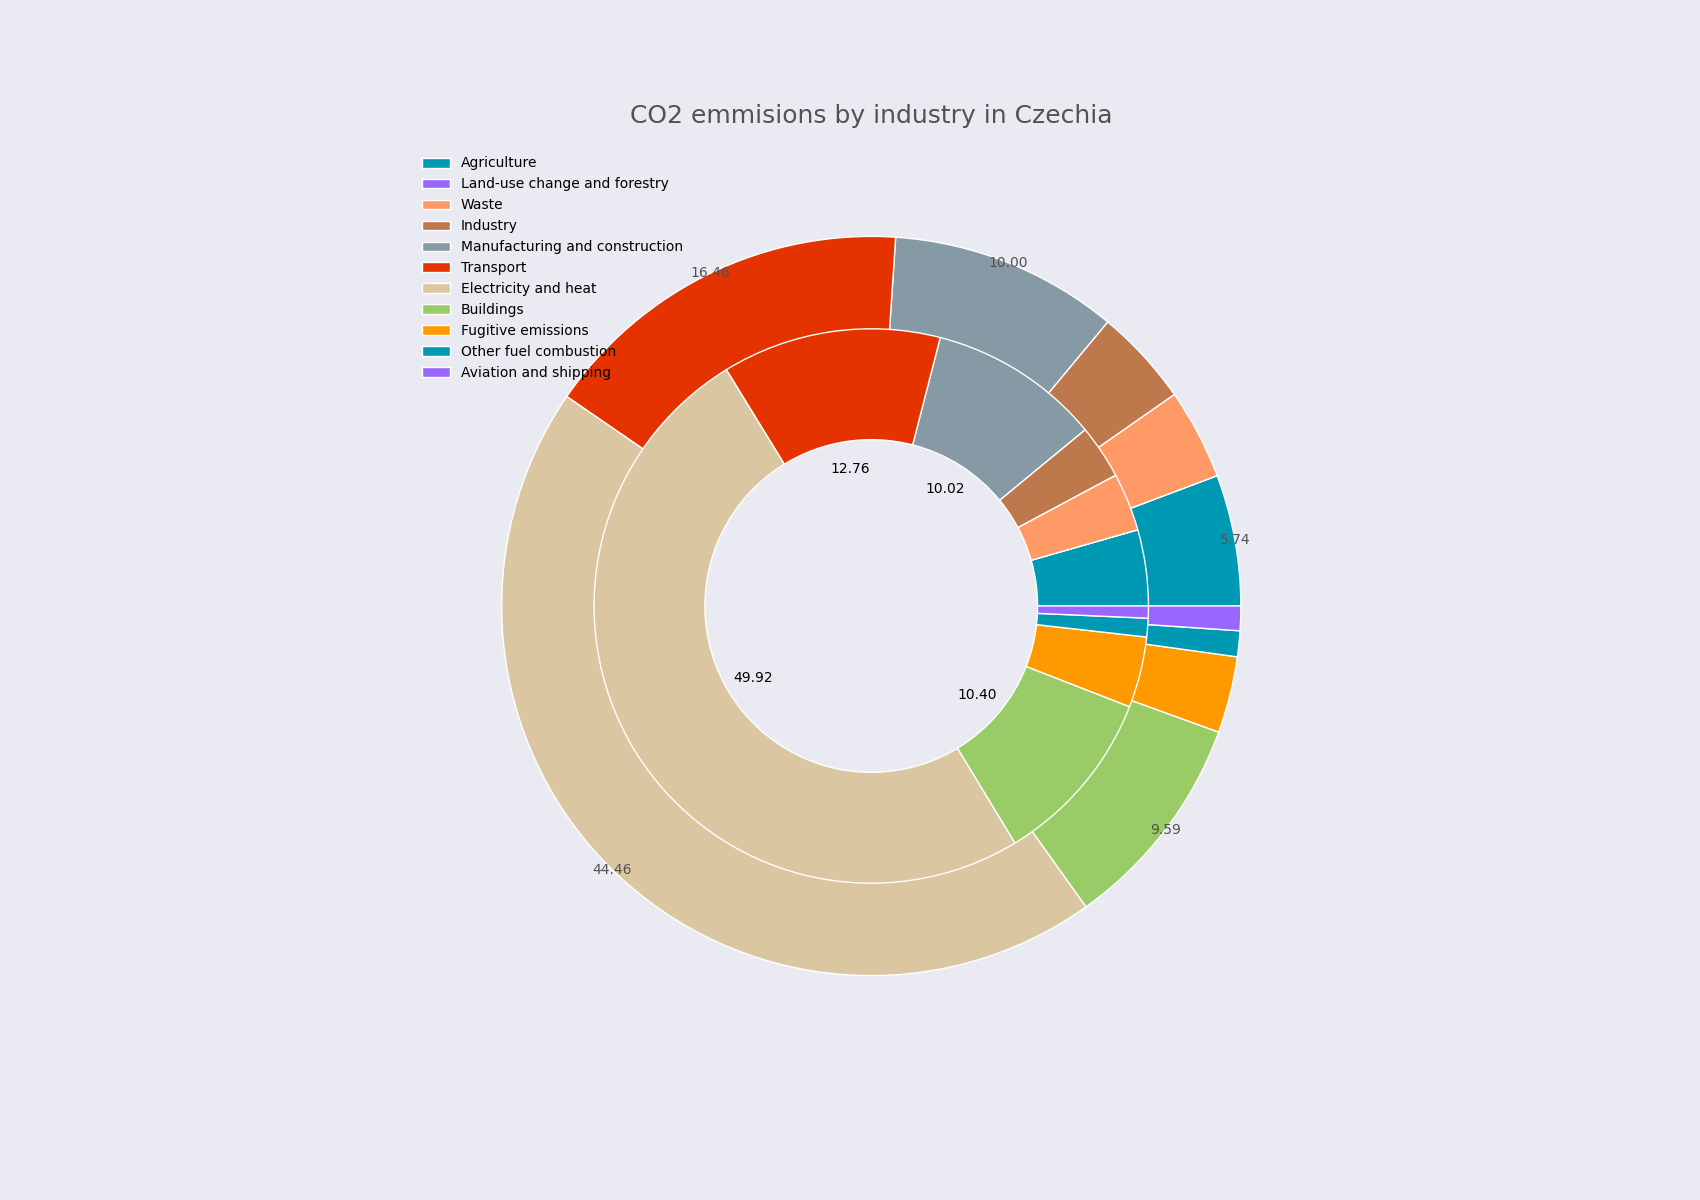 CO2 emmisions by industry in Czechia
Agriculture
Land-use change and forestry
Waste
Industry
Manufacturing and construction
Transport
Electricity and heat
Buildings
Fugitive emissions
Other fuel combustion
Aviation and shipping
10.00
16.46
12.76
10.02
5.74
49.92
10.40
9.59
44.46